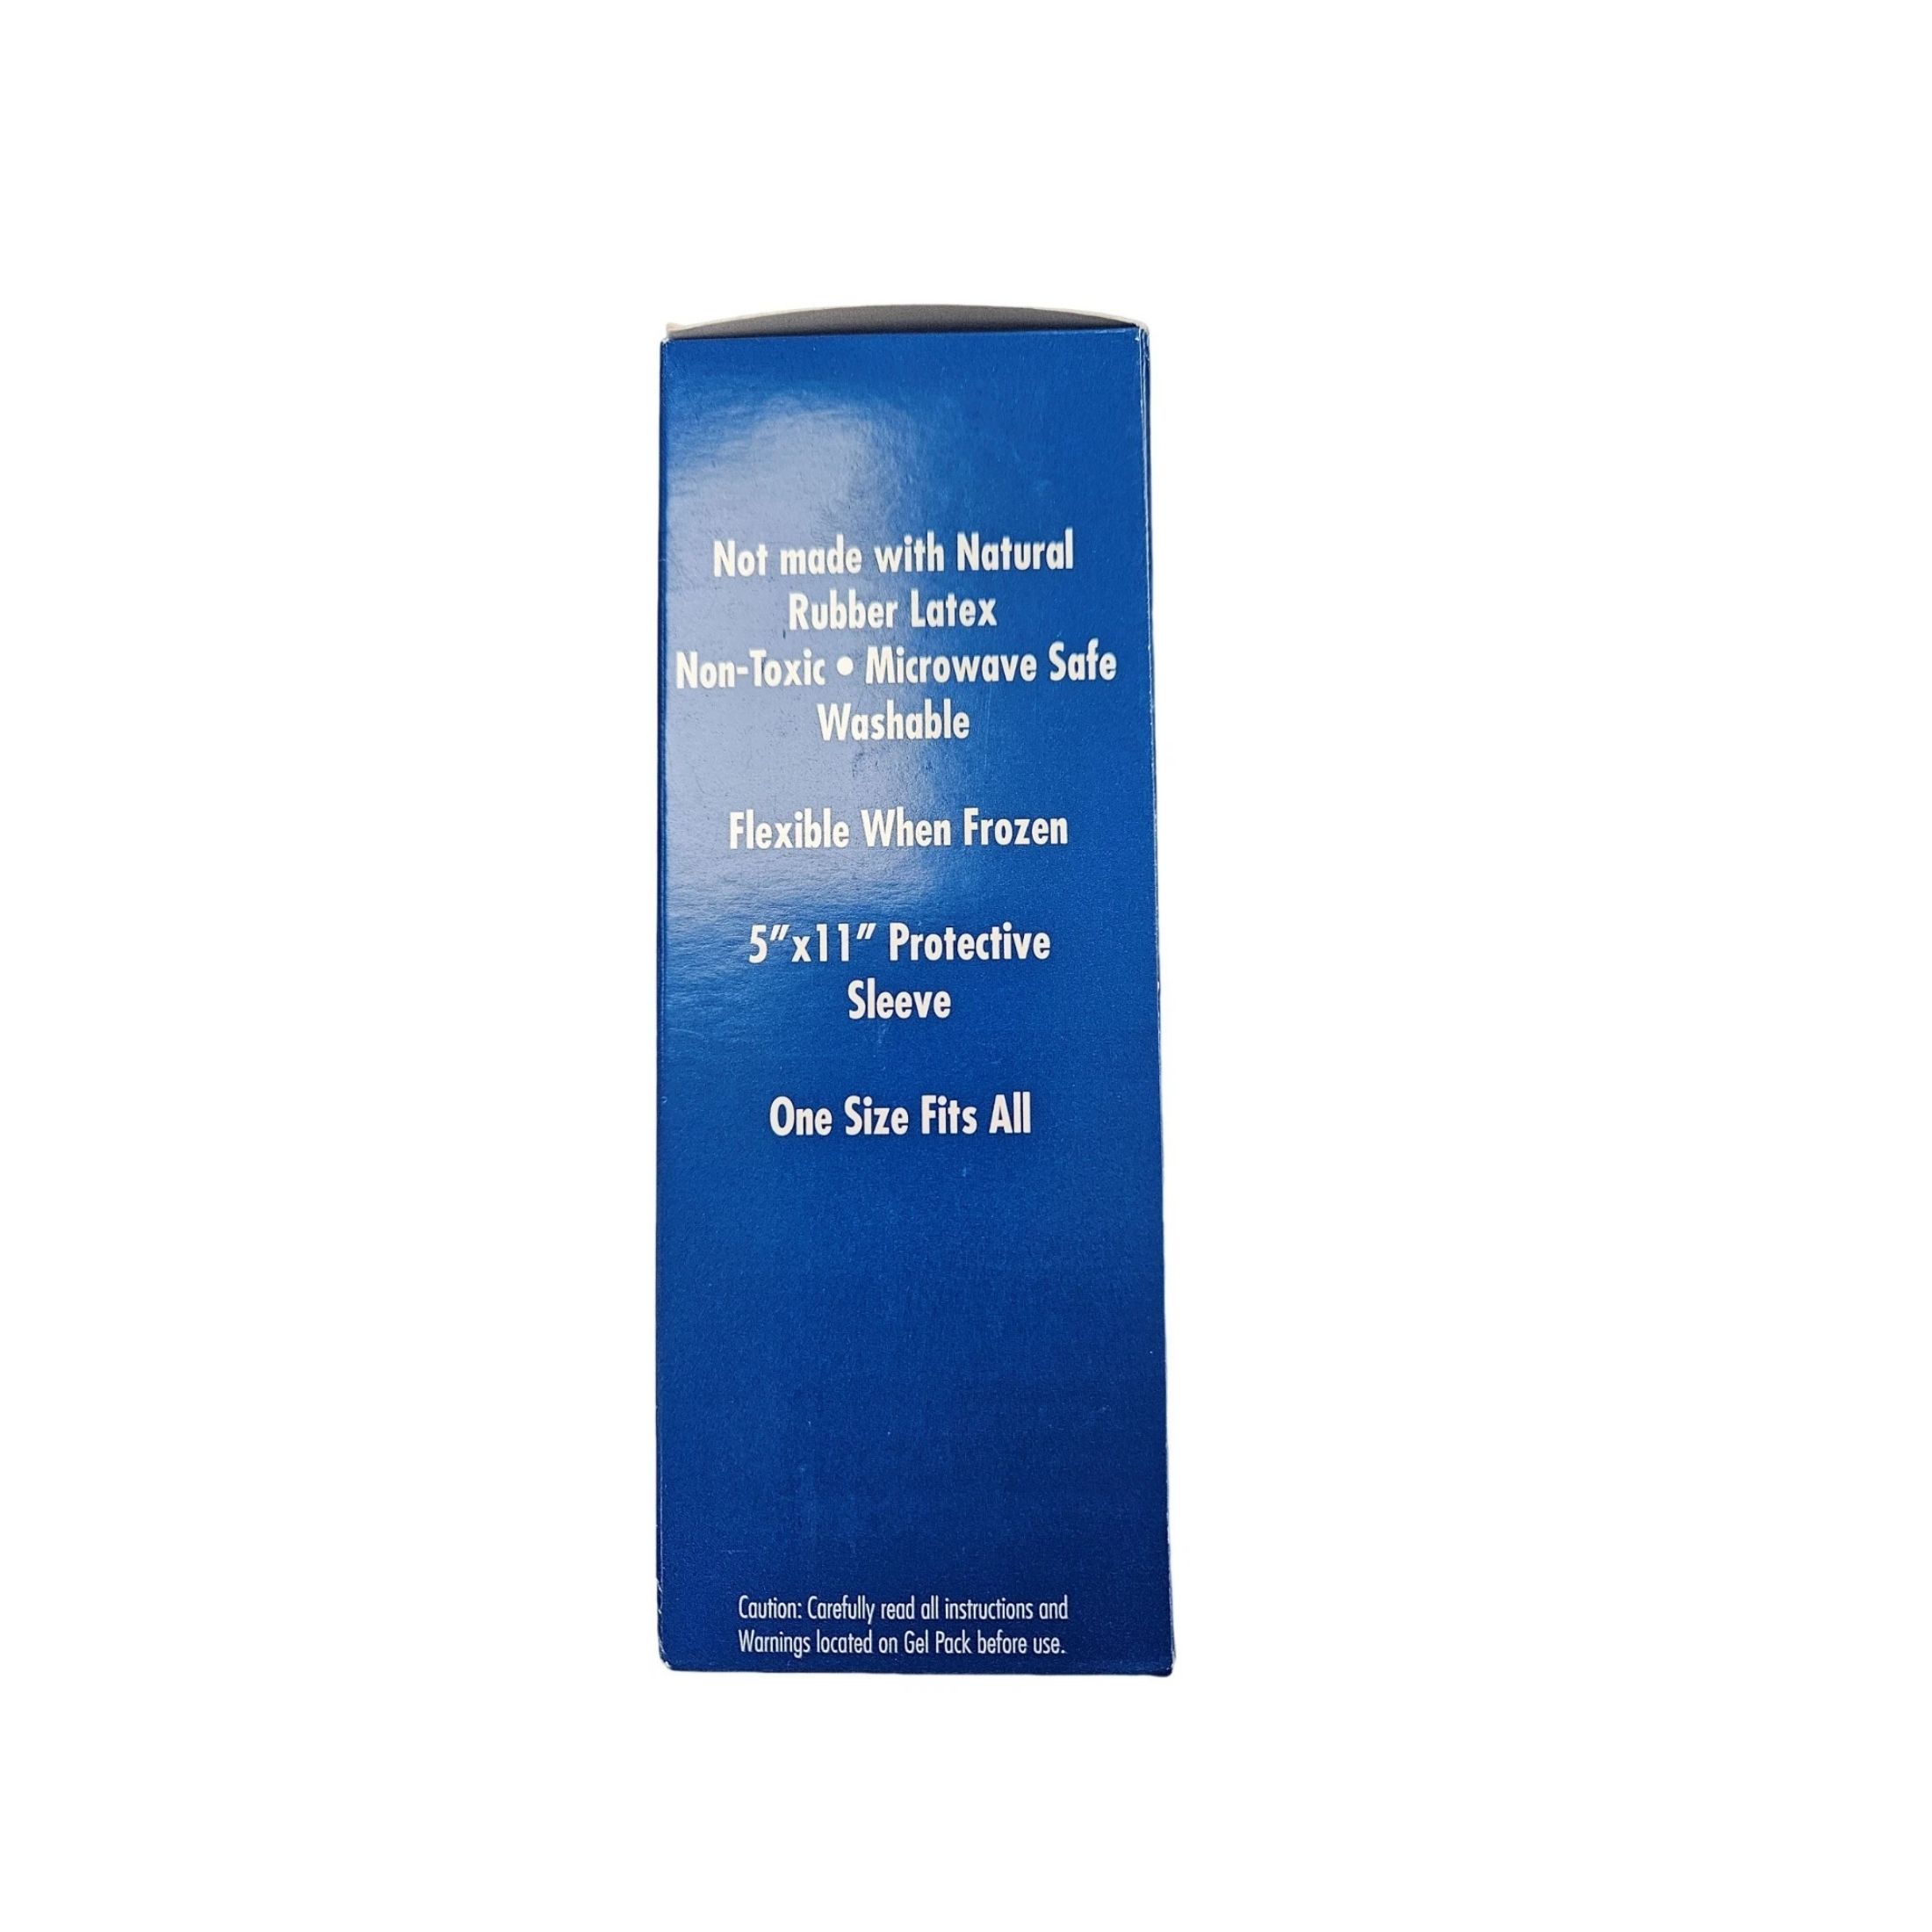 Not made with Natural
Rubber Latex
Non-Toxic • Microwave Safe
Washable
Flexible When Frozen
5”x11” Protective
Sleeve
One Size Fits All
Caution: Carefully read all instructions and
Warnings located on Gel Pack before use.